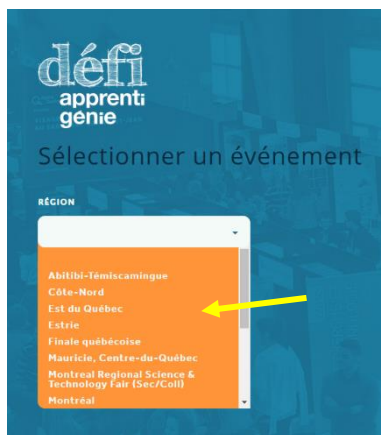 défi
apprenti
génie
Sélectionner un événement
RÉGION
Abitibi-Témiscamingue
Côte-Nord
Est du Québec
Estrie
Finale québécoise
Mauricie, Centre-du-Québec
Montreal Regional Science &
Technology Fair (Sec/Coll)
Montréal